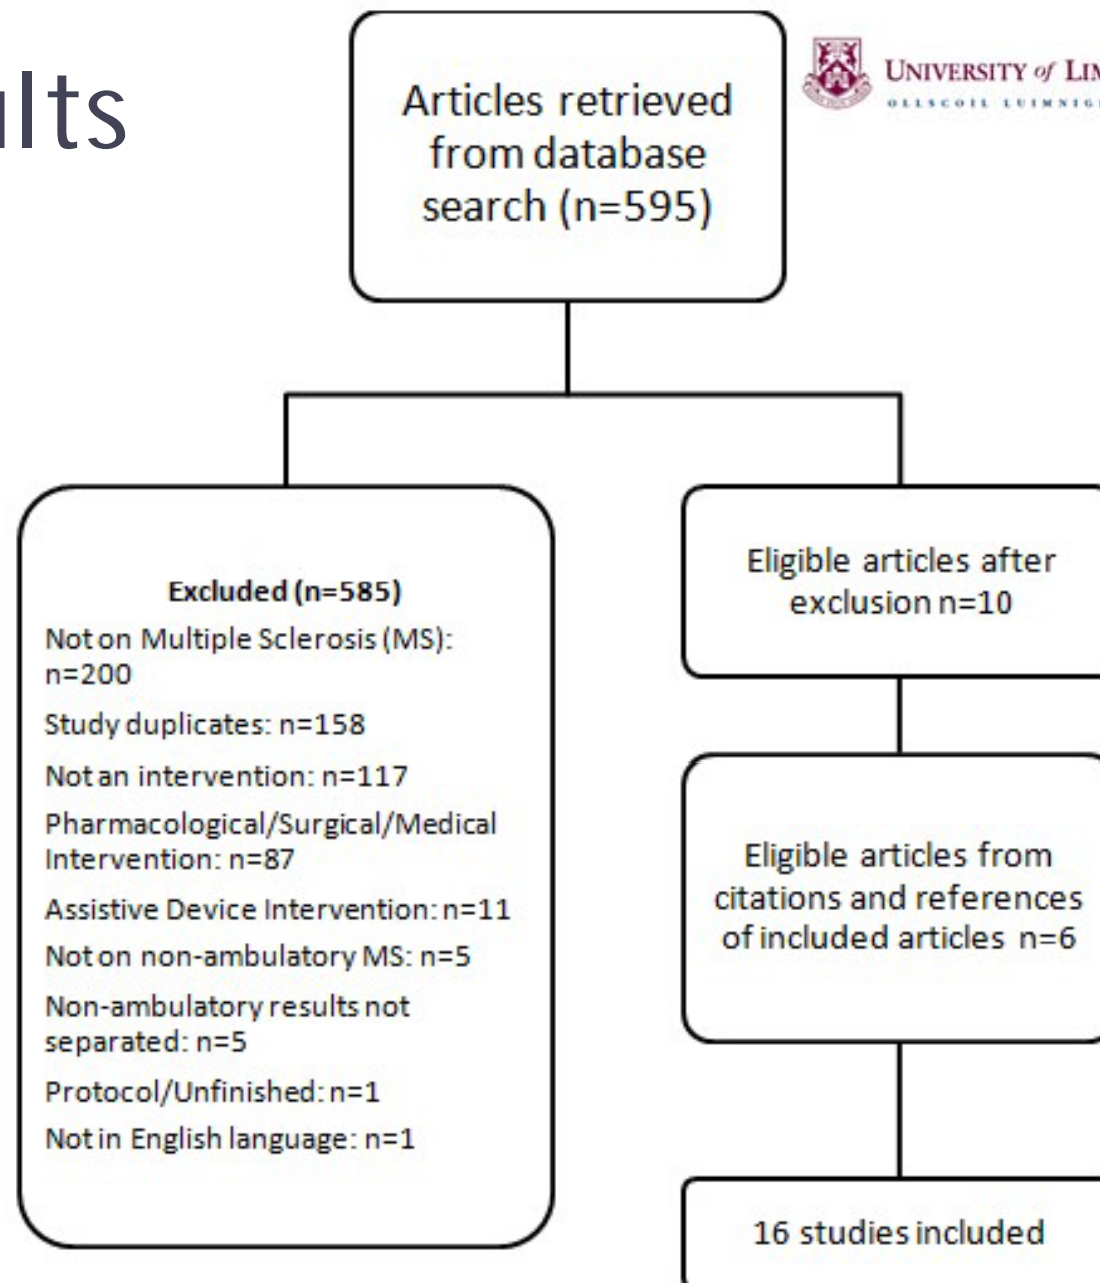 Articles retrieved
from database
search (n=595)
UNIVERSITY of
OLLSCOIL
Excluded (n=585)
Not on Multiple Sclerosis (MS):
n=200
Study duplicates: n=158
Not an intervention: n=117
Pharmacological/Surgical/Medical
Intervention: n=87
Assistive Device Intervention: n=11
Not on non-ambulatory MS: n=5
Non-ambulatory results not
separated: n=5
Protocol/Unfinished: n=1
Not in English language: n=1
Eligible articles after
exclusion n=10
Eligible articles from
citations and references
of included articles n=6
16 studies included